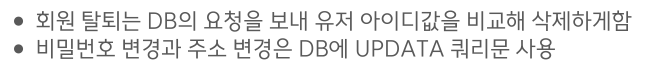 ● 회원 탈퇴는 DB의 요청을 보내 유저 아이디값을 비교해 삭제하게함
● 비밀번호 변경과 주소 변경은 DB에 UPDATA 쿼리문 사용